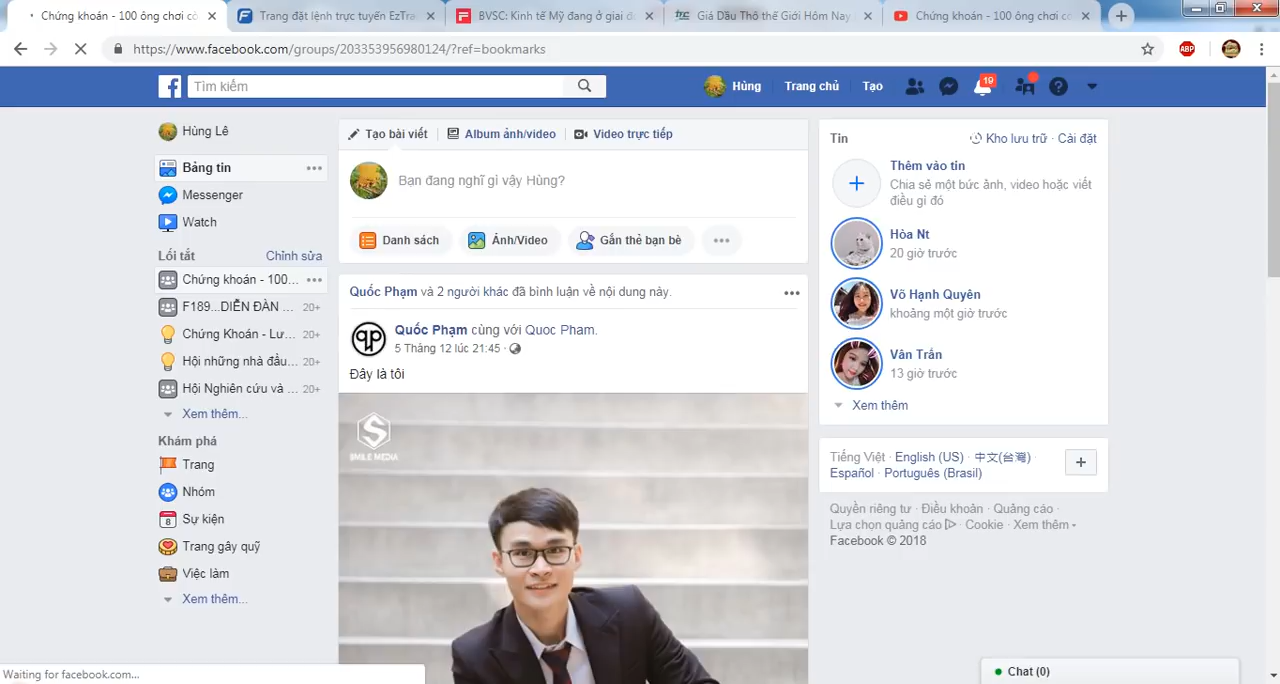 Chứng khoán - 100 ông chơi có
Trang đặt lệnh trực tuyến EzTra
BVSC: Kinh tế Mỹ đang ở giai đo
Giá Dầu Thô thế Giới Hôm Nay
Chứng khoán - 100 ông chơi có
https://www.facebook.com/groups/203353956980124/?ref=bookmarks
ABP
Tìm kiếm
Hùng
Trang chủ
Tạo
19
Hùng Lê
Bảng tin
Messenger
Watch
Lối tắt
Chỉnh sửa
Chứng khoán - 100...
F189...DIỄN ĐÀN ... 20+
Chứng Khoán - Lư... 20+
Hội những nhà đầu... 20+
Hội Nghiên cứu và ... 20+
Xem thêm...
Khám phá
Trang
Nhóm
8 Sự kiện
Trang gây quỹ
Việc làm
Xem thêm...
Tạo bài viết
Album ảnh/video
Video trực tiếp
Bạn đang nghĩ gì vậy Hùng?
Danh sách
Ảnh/Video
Gắn thẻ bạn bè
Quốc Phạm và 2 người khác đã bình luận về nội dung này.
qp
Quốc Phạm cùng với Quoc Pham.
5 Tháng 12 lúc 21:45 ·
Đây là tôi
S
SMILE MEDIA
Tin
Kho lưu trữ · Cài đặt
Thêm vào tin
Chia sẻ một bức ảnh, video hoặc viết
điều gì đó
Hòa Nt
20 giờ trước
Võ Hạnh Quyên
khoảng một giờ trước
Vân Trần
13 giờ trước
Xem thêm
Tiếng Việt · English (US) · 中文(台灣) ·
Español · Português (Brasil)
Quyền riêng tư · Điều khoản · Quảng cáo ·
Lựa chọn quảng cáo · Cookie · Xem thêm
Facebook © 2018
Waiting for facebook.com...
Chat (0)